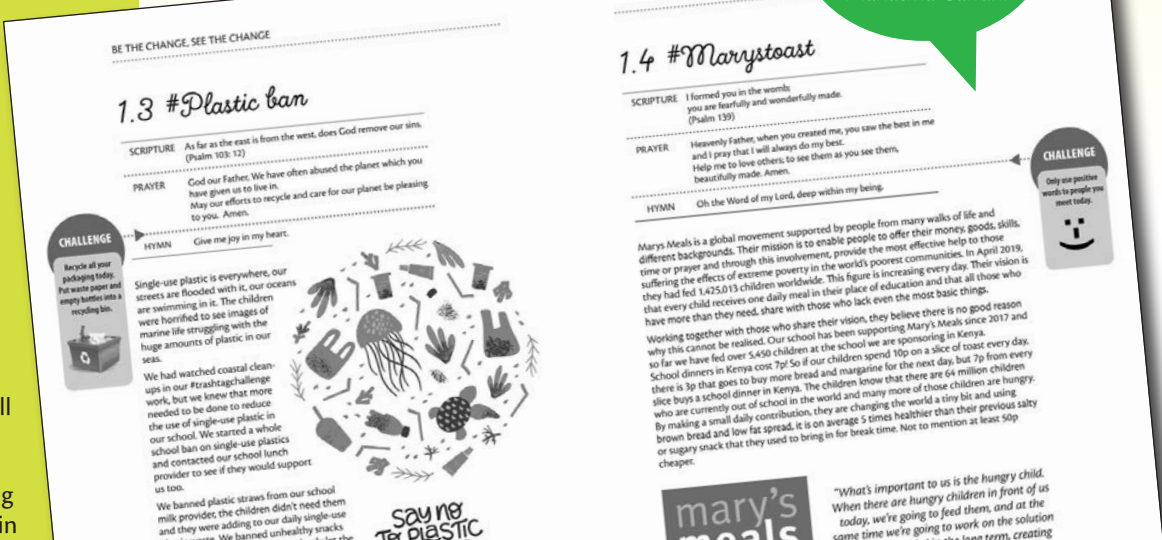 BE THE CHANGE, SEE THE CHANGE
1.3 #Plastic ban
SCRIPTURE As far as the east is from the west, does God remove our sins.
(Psalm 103: 12)
PRAYER God our Father, We have often abused the planet which you
have given us to live in.
May our efforts to recycle and care for our planet be pleasing
to you. Amen.
HYMN Give me joy in my heart.
CHALLENGE
Recycle all your
packaging today.
Put waste paper and
empty bottles into a
recycling bin.
Single-use plastic is everywhere, our
streets are flooded with it, our oceans
are swimming in it. The children
were horrified to see images of
marine life struggling with the
huge amounts of plastic in our
seas.
We had watched coastal clean-
ups in our #trashtagchallenge
work, but we knew that more
needed to be done to reduce
the use of single-use plastic in
our school. We started a whole
school ban on single-use plastics
and contacted our school lunch
provider to see if they would support
us too.
We banned plastic straws from our school
milk provider, the children didn't need them
and they were adding to our daily single-use
We banned unhealthy snacks
SAY NO
TO PLASTIC
ll
g
in
1.4 #Marystoast
SCRIPTURE I formed you in the womb;
you are fearfully and wonderfully made.
(Psalm 139)
PRAYER Heavenly Father, when you created me, you saw the best in me
and I pray that I will always do my best.
Help me to love others; to see them as you see them,
beautifully made. Amen.
HYMN Oh the Word of my Lord, deep within my being.
CHALLENGE
Only use positive
words to people you
meet today.
Marys Meals is a global movement supported by people from many walks of life and
different backgrounds. Their mission is to enable people to offer their money, goods, skills,
time or prayer and through this involvement, provide the most effective help to those
suffering the effects of extreme poverty in the world's poorest communities. In April 2019,
they had fed 1,425,013 children worldwide. This figure is increasing every day. Their vision is
that every child receives one daily meal in their place of education and that all those who
have more than they need, share with those who lack even the most basic things.
Working together with those who share their vision, they believe there is no good reason
why this cannot be realised. Our school has been supporting Mary's Meals since 2017 and
so far we have fed over 5,450 children at the school we are sponsoring in Kenya.
School dinners in Kenya cost 7p! So if our children spend 10p on a slice of toast every day,
there is 3p that goes to buy more bread and margarine for the next day, but 7p from every
slice buys a school dinner in Kenya. The children know that there are 64 million children
who are currently out of school in the world and many more of those children are hungry.
By making a small daily contribution, they are changing the world a tiny bit and using
brown bread and low fat spread, it is on average 5 times healthier than their previous salty
or sugary snack that they used to bring in for break time. Not to mention at least 50p
cheaper.
mary's
meals
"What's important to us is the hungry child.
When there are hungry children in front of us
today, we're going to feed them, and at the
same time we're going to work on the solution
the long term, creating